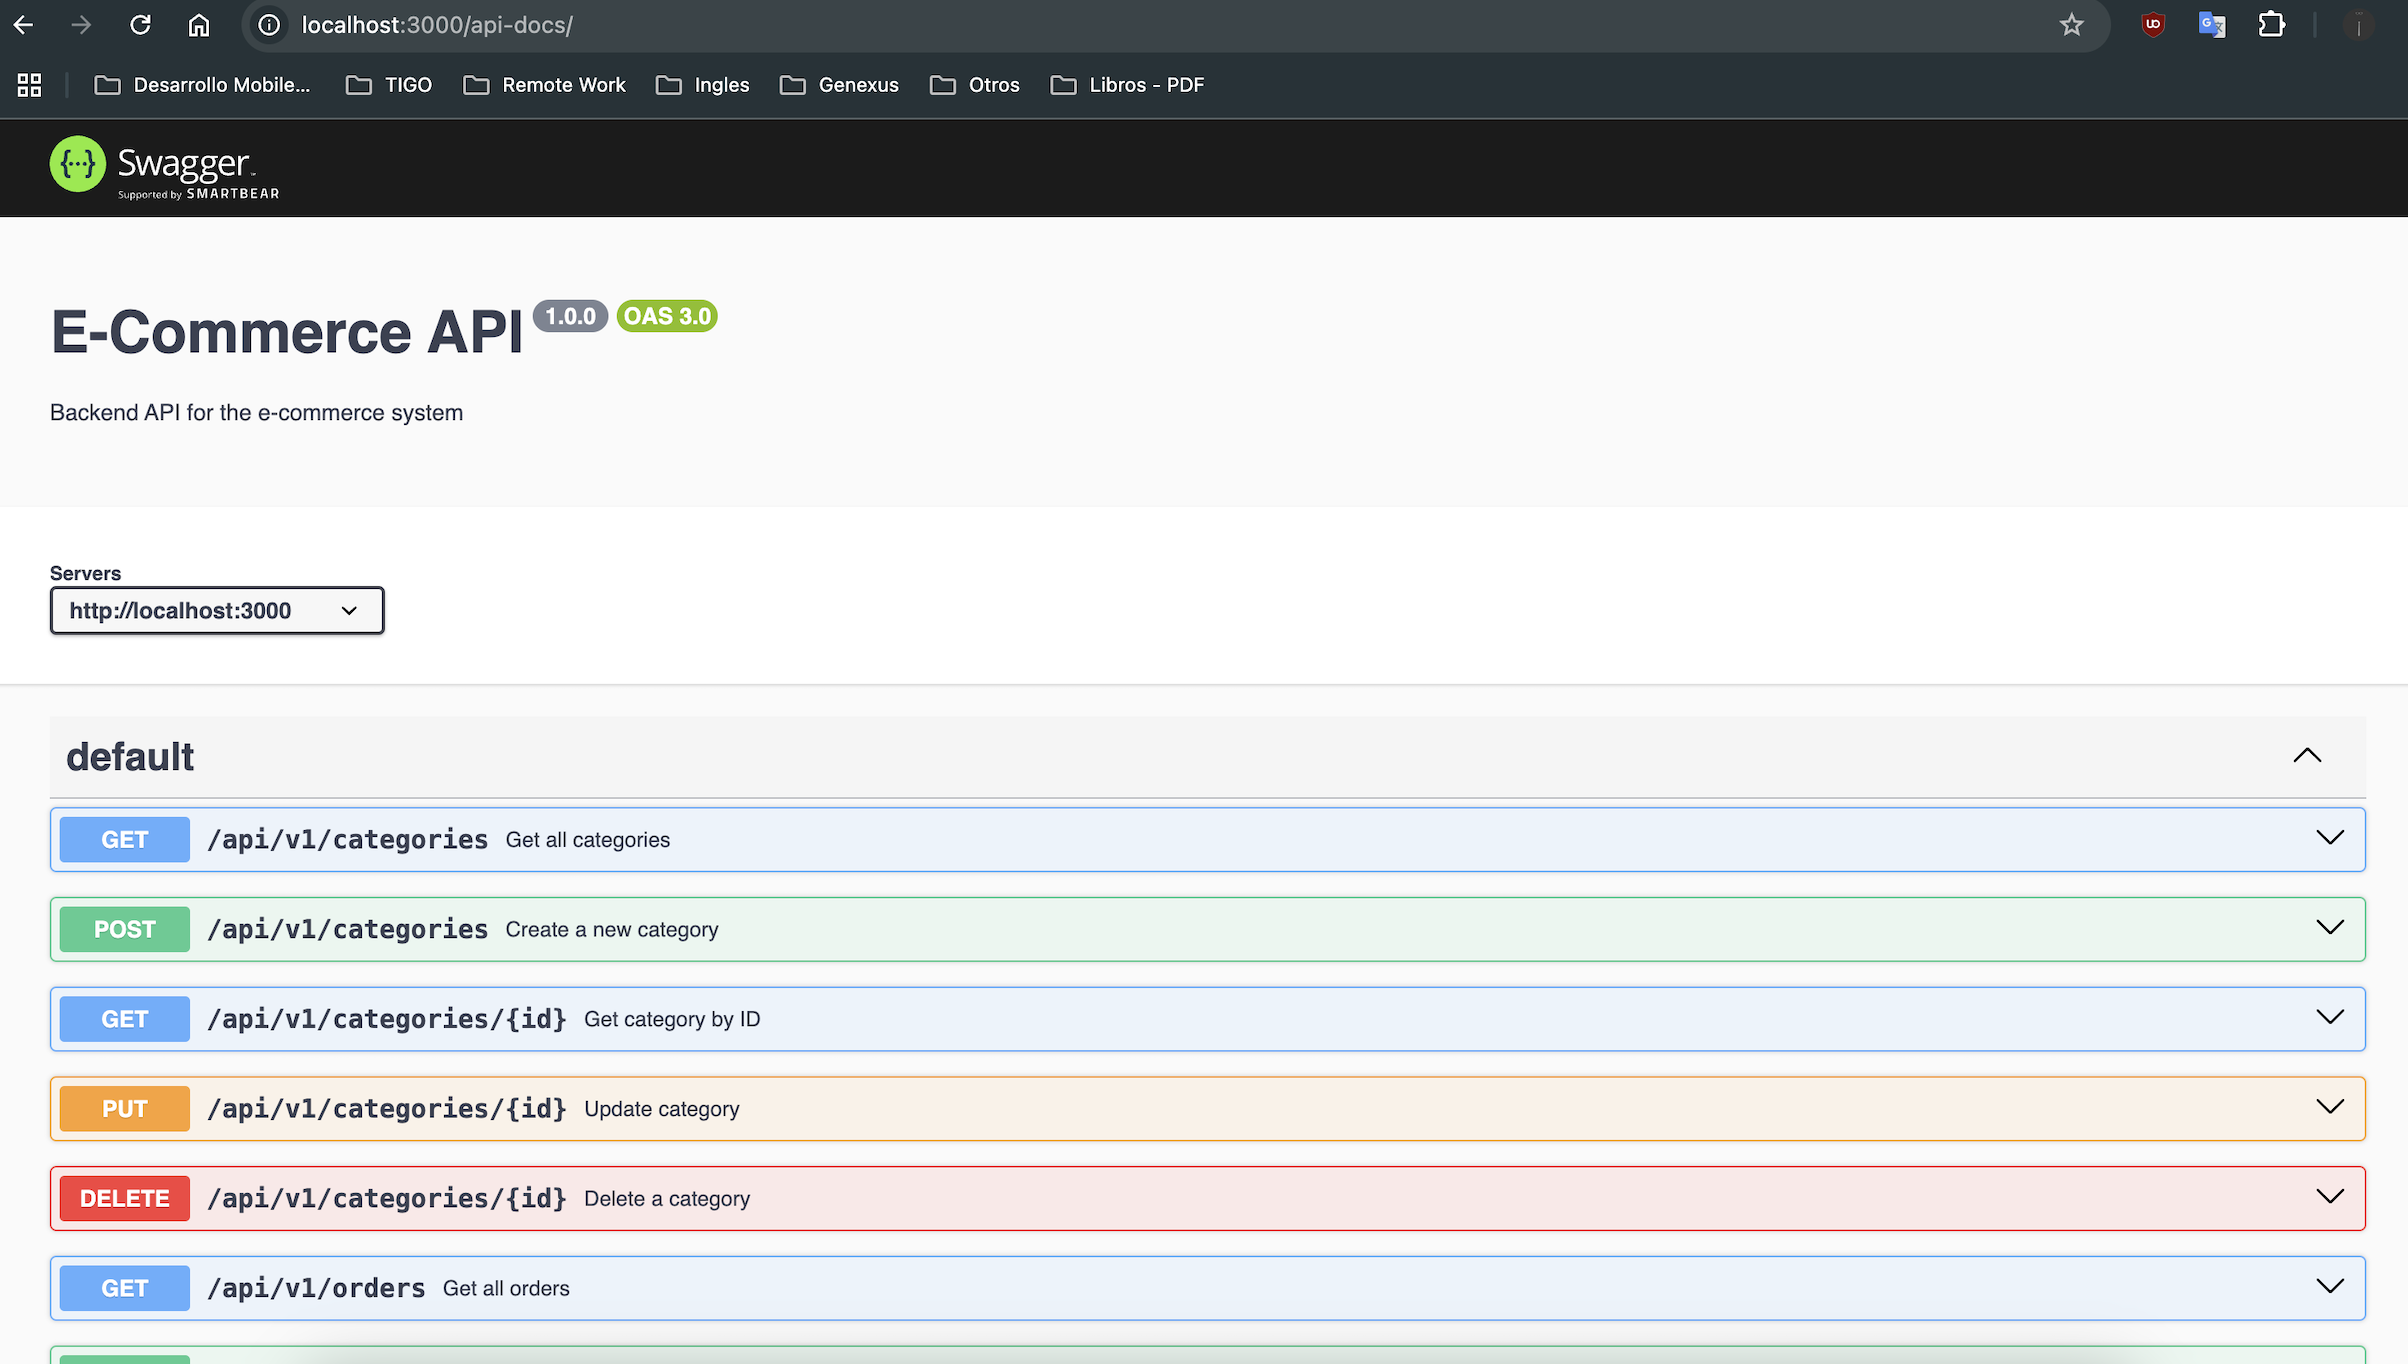 localhost:3000/api-docs/
Desarrollo Mobile... TIGO Remote Work Ingles Genexus Otros Libros - PDF
{···} Swagger
Supported by SMARTBEAR
E-Commerce API 1.0.0 OAS 3.0
Backend API for the e-commerce system
Servers
http://localhost:3000
default
GET /api/v1/categories Get all categories
POST /api/v1/categories Create a new category
GET /api/v1/categories/{id} Get category by ID
PUT /api/v1/categories/{id} Update category
DELETE /api/v1/categories/{id} Delete a category
GET /api/v1/orders Get all orders